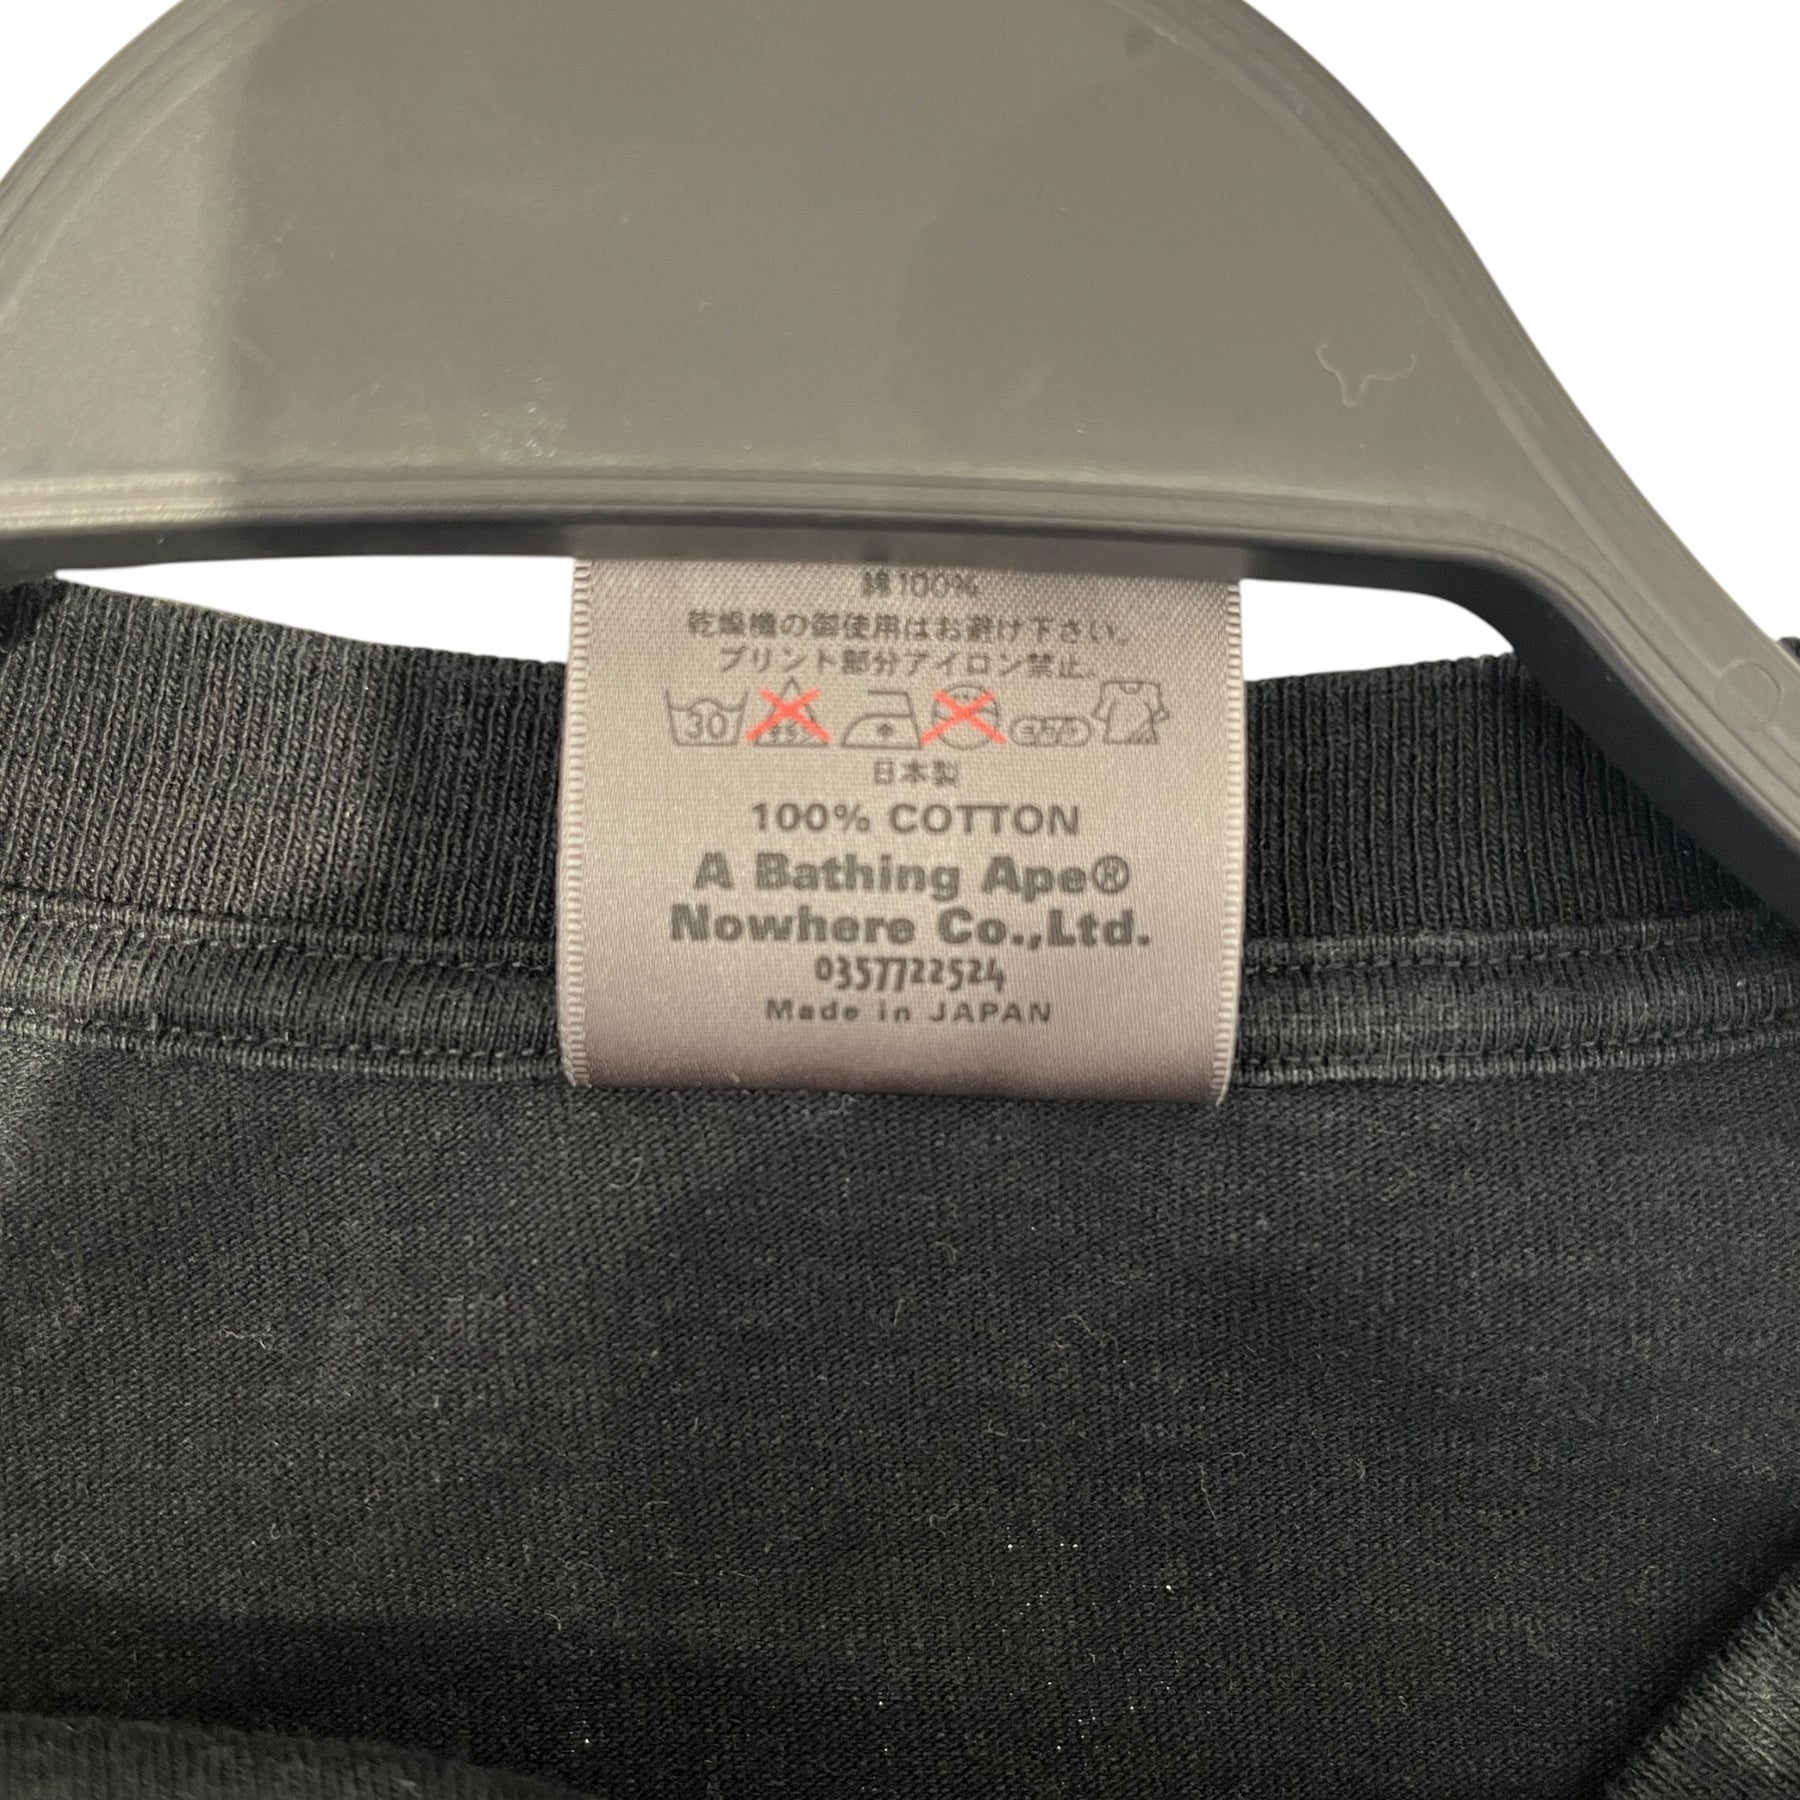 綿100%
乾燥機の御使用はお避け下さい。
プリント部分アイロン禁止。
30
日本製
100% COTTON
A Bathing Ape®
Nowhere Co.,Ltd.
0357722524
Made in JAPAN